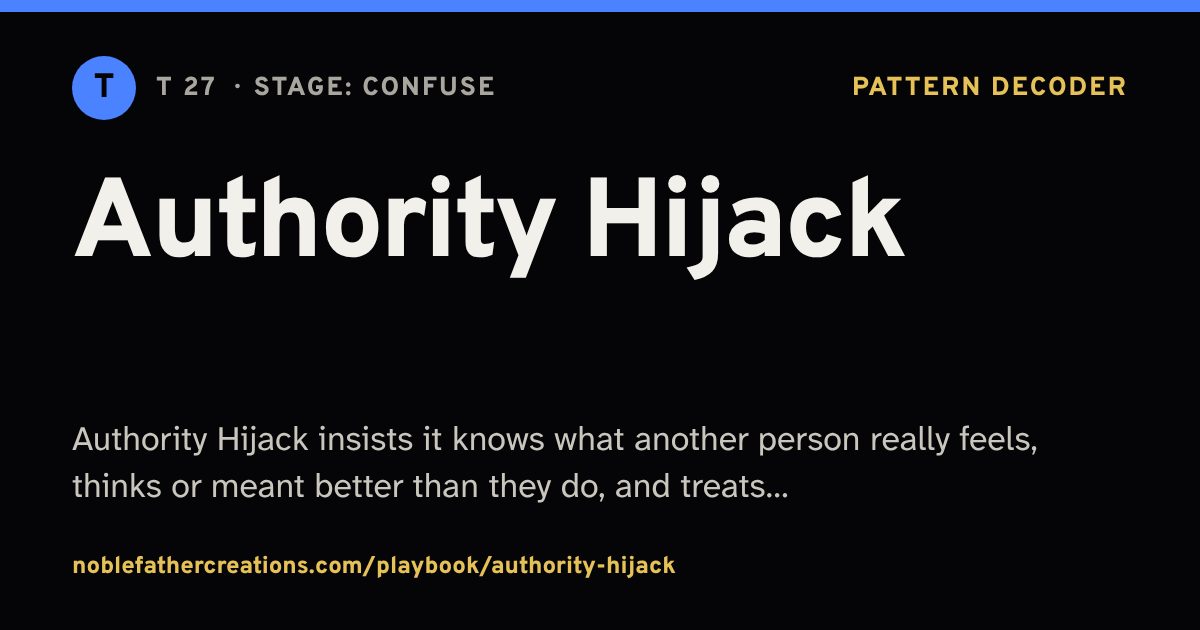 T
T 27 · STAGE: CONFUSE
PATTERN DECODER
Authority Hijack
Authority Hijack insists it knows what another person really feels,
thinks or meant better than they do, and treats...
noblefathercreations.com/playbook/authority-hijack